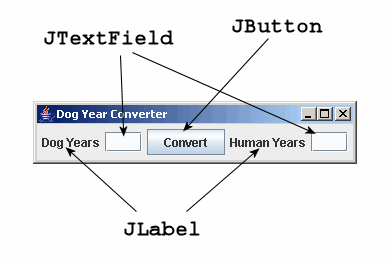 JTextField
JButton
Dog Year Converter
Dog Years
Convert
Human Years
JLabel